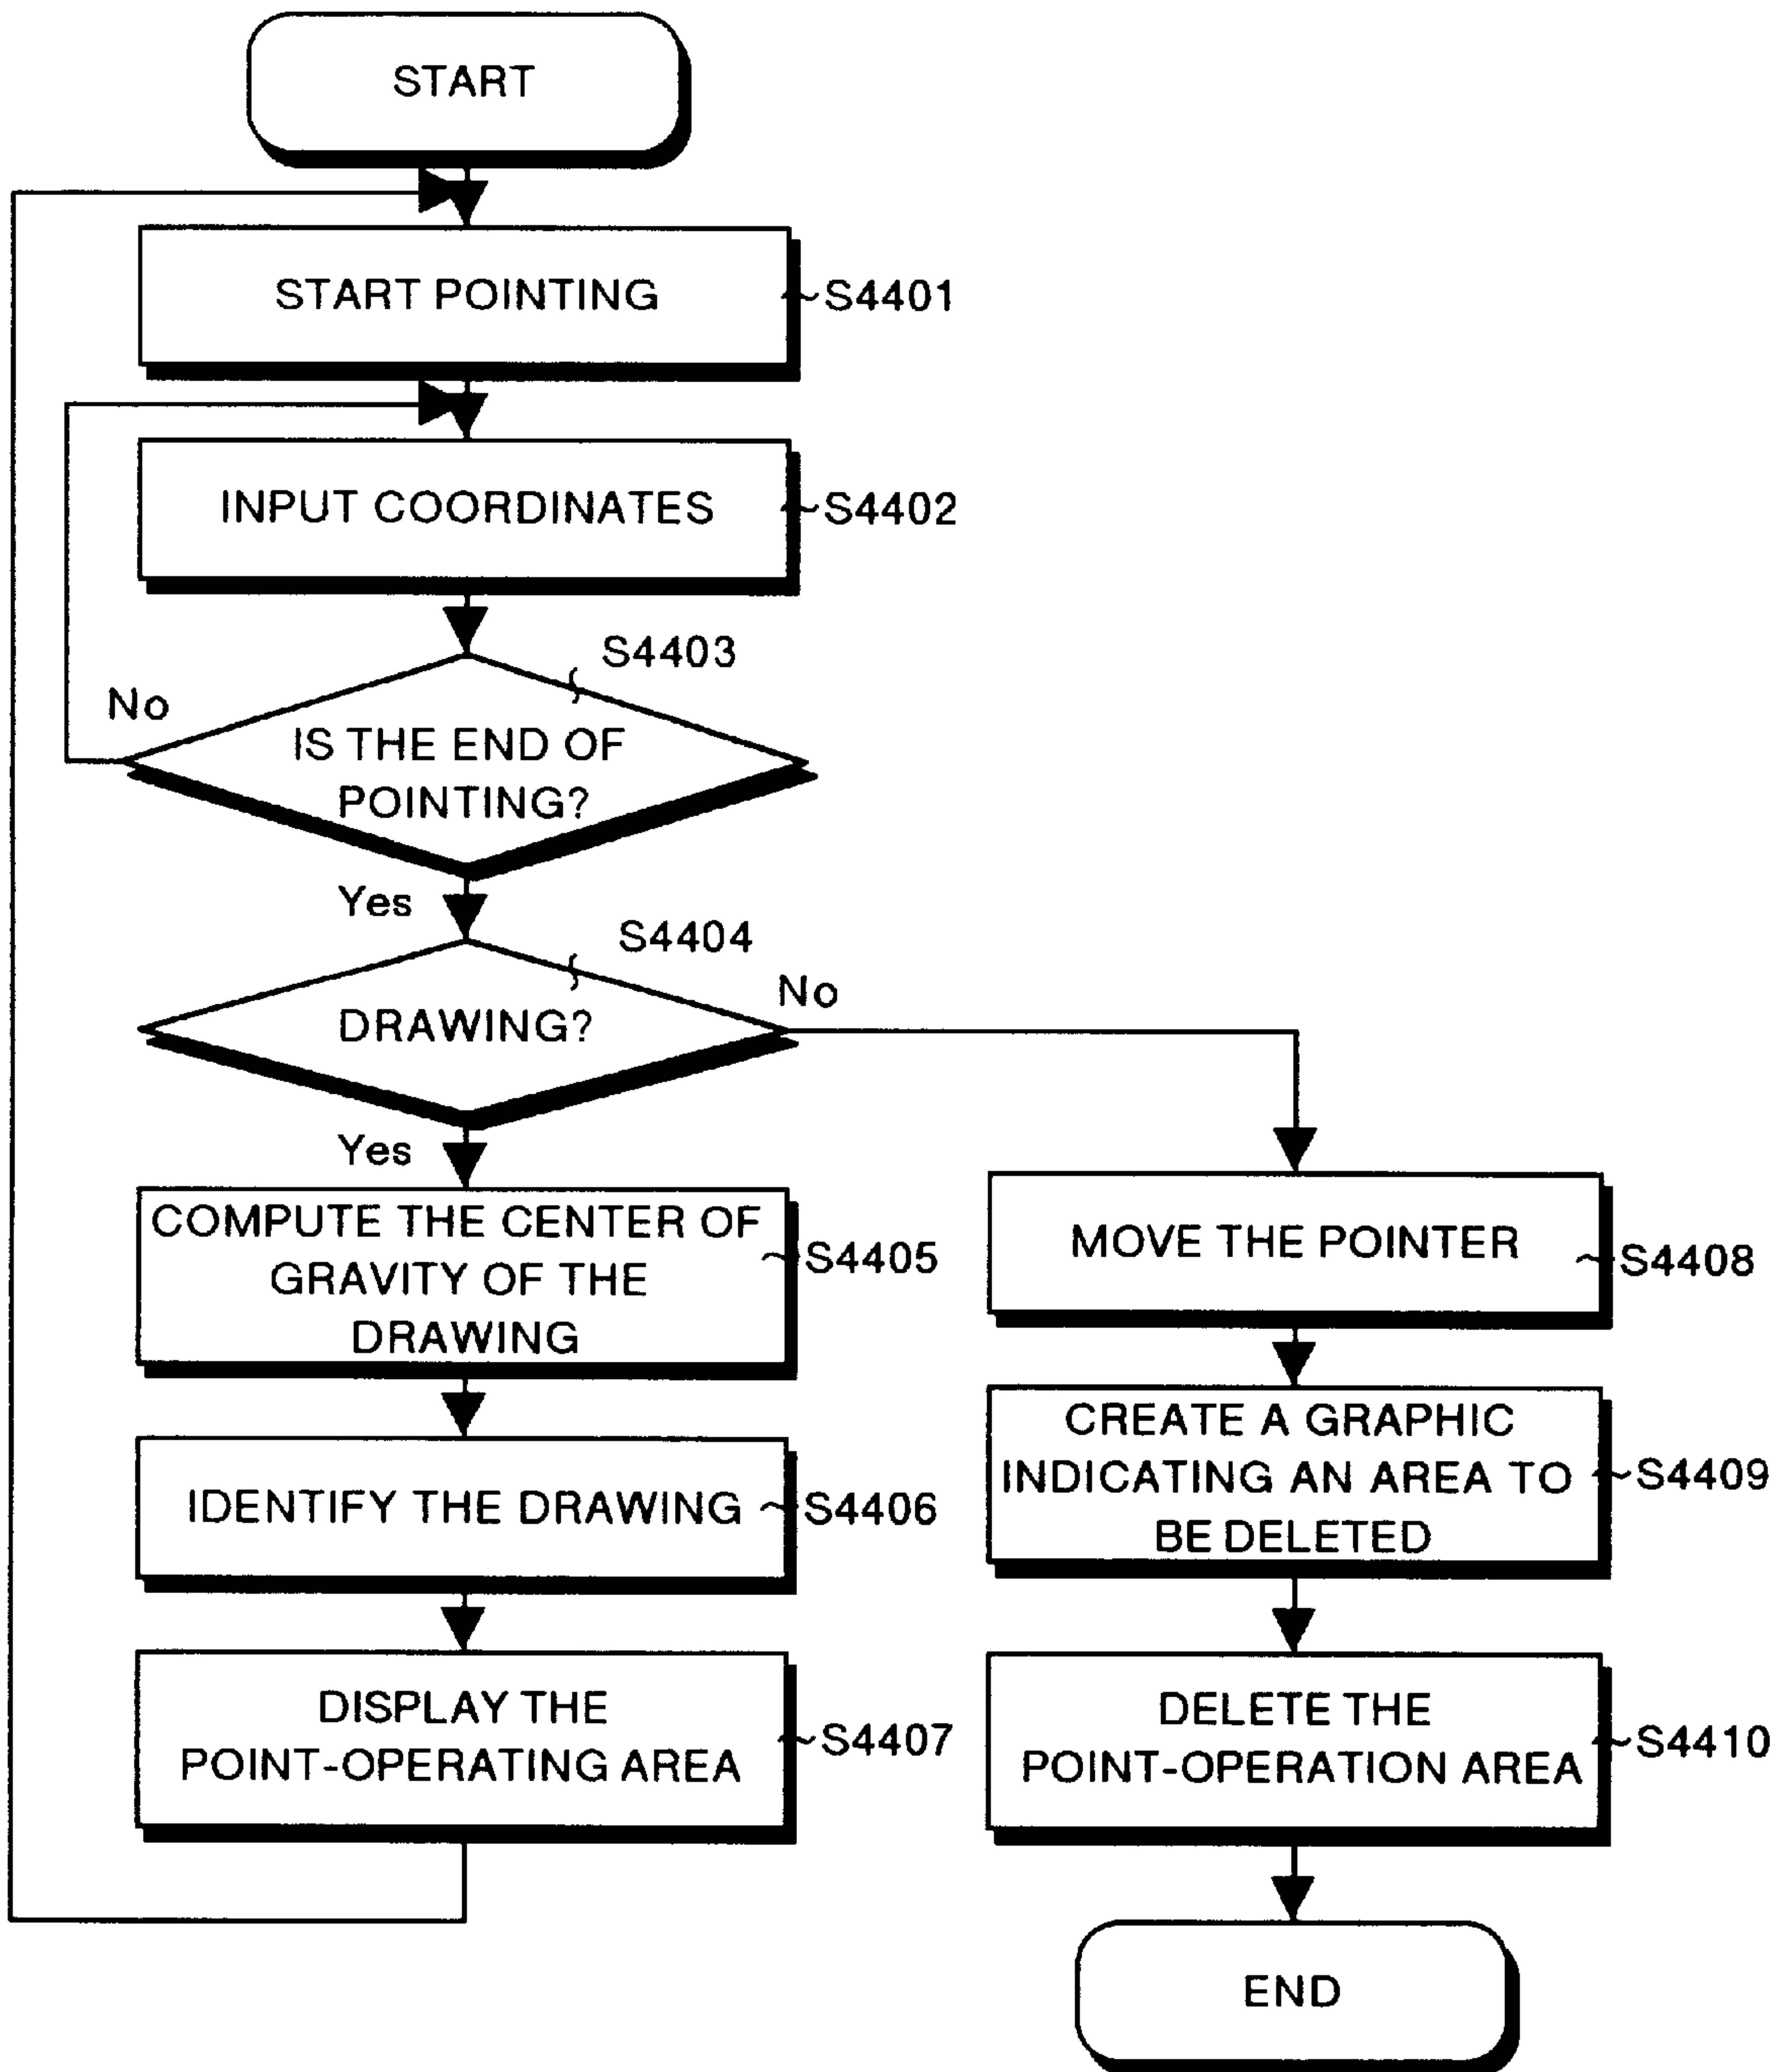 START
START POINTING
S4401
INPUT COORDINATES
S4402
S4403
No
IS THE END OF
POINTING?
Yes
S4404
No
DRAWING?
Yes
COMPUTE THE CENTER OF
GRAVITY OF THE
DRAWING
S4405
IDENTIFY THE DRAWING
S4406
DISPLAY THE
POINT-OPERATING AREA
S4407
MOVE THE POINTER
S4408
CREATE A GRAPHIC
INDICATING AN AREA TO
BE DELETED
S4409
DELETE THE
POINT-OPERATION AREA
S4410
END